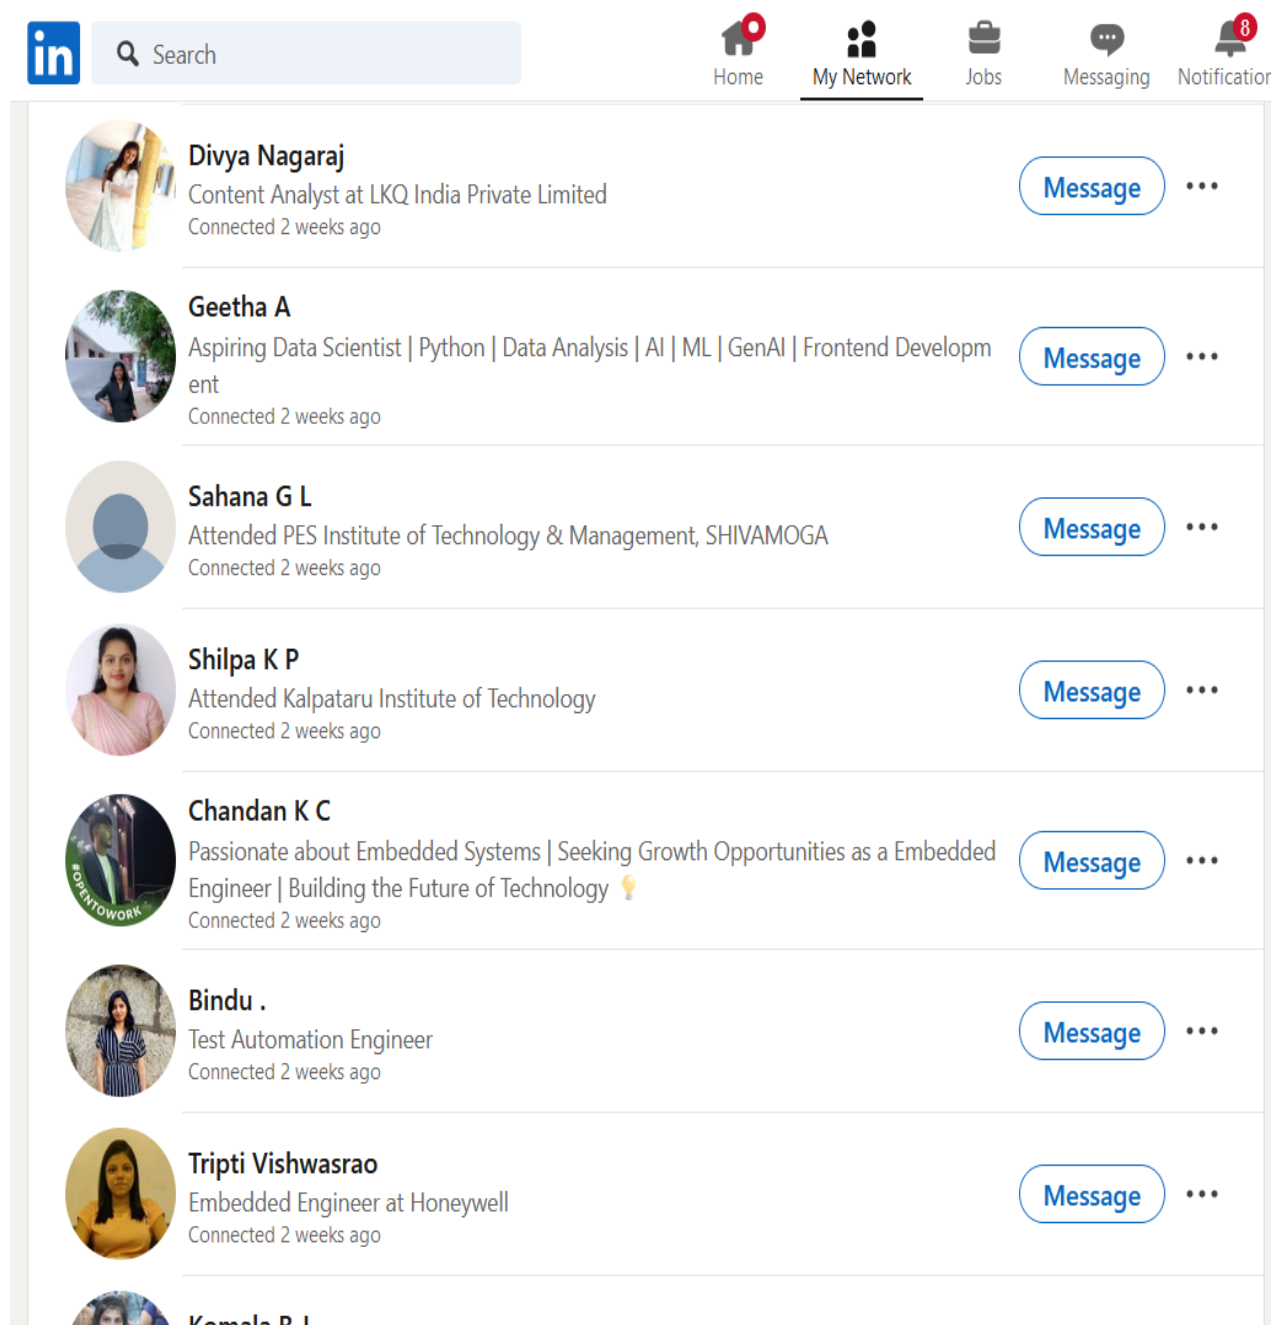 in
Search
Home
My Network
Jobs
Messaging
8
Notification
Divya Nagaraj
Content Analyst at LKQ India Private Limited
Connected 2 weeks ago
Message
Geetha A
Aspiring Data Scientist | Python | Data Analysis | AI | ML | GenAI | Frontend Developm
ent
Connected 2 weeks ago
Message
Sahana G L
Attended PES Institute of Technology & Management, SHIVAMOGA
Connected 2 weeks ago
Message
Shilpa K P
Attended Kalpataru Institute of Technology
Connected 2 weeks ago
Message
#OPENTOWORK
Chandan K C
Passionate about Embedded Systems | Seeking Growth Opportunities as a Embedded
Engineer | Building the Future of Technology 💡
Connected 2 weeks ago
Message
Bindu .
Test Automation Engineer
Connected 2 weeks ago
Message
Tripti Vishwasrao
Embedded Engineer at Honeywell
Connected 2 weeks ago
Message
Komala